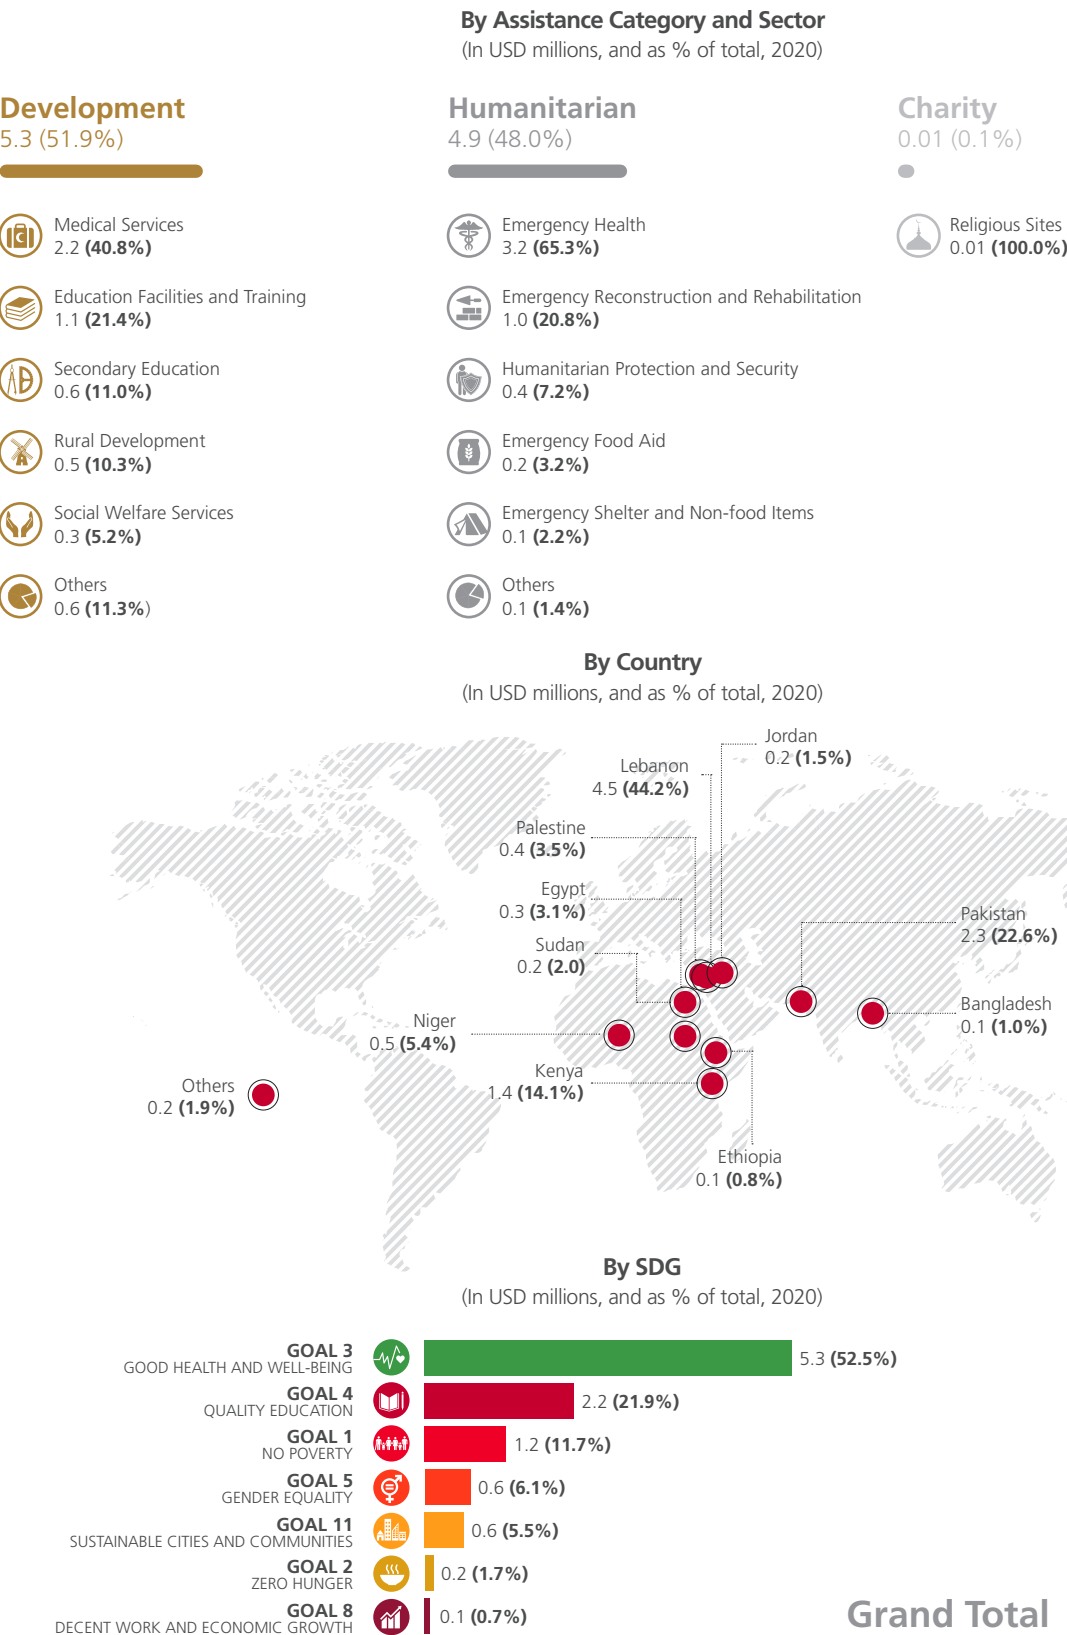 By Assistance Category and Sector
(In USD millions, and as % of total, 2020)
Development
5.3 (51.9%)
Medical Services
2.2 (40.8%)
Education Facilities and Training
1.1 (21.4%)
Secondary Education
0.6 (11.0%)
Rural Development
0.5 (10.3%)
Social Welfare Services
0.3 (5.2%)
Others
0.6 (11.3%)
Humanitarian
4.9 (48.0%)
Emergency Health
3.2 (65.3%)
Emergency Reconstruction and Rehabilitation
1.0 (20.8%)
Humanitarian Protection and Security
0.4 (7.2%)
Emergency Food Aid
0.2 (3.2%)
Emergency Shelter and Non-food Items
0.1 (2.2%)
Others
0.1 (1.4%)
Charity
0.01 (0.1%)
Religious Sites
0.01 (100.0%)
By Country
(In USD millions, and as % of total, 2020)
Jordan
0.2 (1.5%)
Lebanon
4.5 (44.2%)
Palestine
0.4 (3.5%)
Egypt
0.3 (3.1%)
Sudan
0.2 (2.0)
Pakistan
2.3 (22.6%)
Bangladesh
0.1 (1.0%)
Niger
0.5 (5.4%)
Kenya
1.4 (14.1%)
Others
0.2 (1.9%)
Ethiopia
0.1 (0.8%)
By SDG
(In USD millions, and as % of total, 2020)
GOAL 3
GOOD HEALTH AND WELL-BEING
5.3 (52.5%)
GOAL 4
QUALITY EDUCATION
2.2 (21.9%)
GOAL 1
NO POVERTY
1.2 (11.7%)
GOAL 5
GENDER EQUALITY
0.6 (6.1%)
GOAL 11
SUSTAINABLE CITIES AND COMMUNITIES
0.6 (5.5%)
GOAL 2
ZERO HUNGER
0.2 (1.7%)
GOAL 8
DECENT WORK AND ECONOMIC GROWTH
0.1 (0.7%)
Grand Total